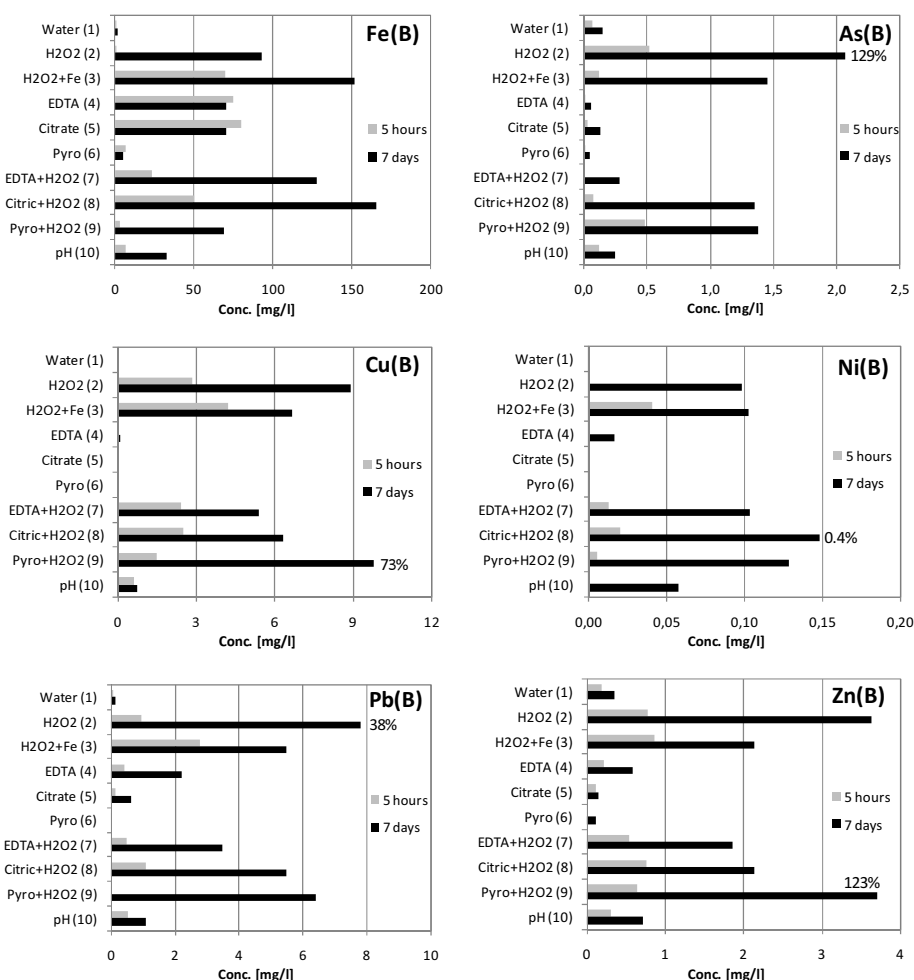 Fe(B)
Water (1)
H2O2 (2)
H2O2+Fe (3)
EDTA (4)
Citrate (5)
Pyro (6)
EDTA+H2O2 (7)
Citric+H2O2 (8)
Pyro+H2O2 (9)
pH (10)
5 hours
7 days
0 50 100 150 200
Conc. [mg/l]
As(B)
Water (1)
H2O2 (2)
129%
H2O2+Fe (3)
EDTA (4)
Citrate (5)
Pyro (6)
EDTA+H2O2 (7)
Citric+H2O2 (8)
Pyro+H2O2 (9)
pH (10)
5 hours
7 days
0,0 0,5 1,0 1,5 2,0 2,5
Conc. [mg/l]
Cu(B)
Water (1)
H2O2 (2)
H2O2+Fe (3)
EDTA (4)
Citrate (5)
Pyro (6)
EDTA+H2O2 (7)
Citric+H2O2 (8)
Pyro+H2O2 (9)
73%
pH (10)
5 hours
7 days
0 3 6 9 12
Conc. [mg/l]
Ni(B)
Water (1)
H2O2 (2)
H2O2+Fe (3)
EDTA (4)
Citrate (5)
Pyro (6)
EDTA+H2O2 (7)
Citric+H2O2 (8)
0.4%
Pyro+H2O2 (9)
pH (10)
5 hours
7 days
0,00 0,05 0,10 0,15 0,20
Conc. [mg/l]
Pb(B)
Water (1)
H2O2 (2)
38%
H2O2+Fe (3)
EDTA (4)
Citrate (5)
Pyro (6)
EDTA+H2O2 (7)
Citric+H2O2 (8)
Pyro+H2O2 (9)
pH (10)
5 hours
7 days
0 2 4 6 8 10
Conc. [mg/l]
Zn(B)
Water (1)
H2O2 (2)
H2O2+Fe (3)
EDTA (4)
Citrate (5)
Pyro (6)
EDTA+H2O2 (7)
Citric+H2O2 (8)
Pyro+H2O2 (9)
123%
pH (10)
5 hours
7 days
0 1 2 3 4
Conc. [mg/l]